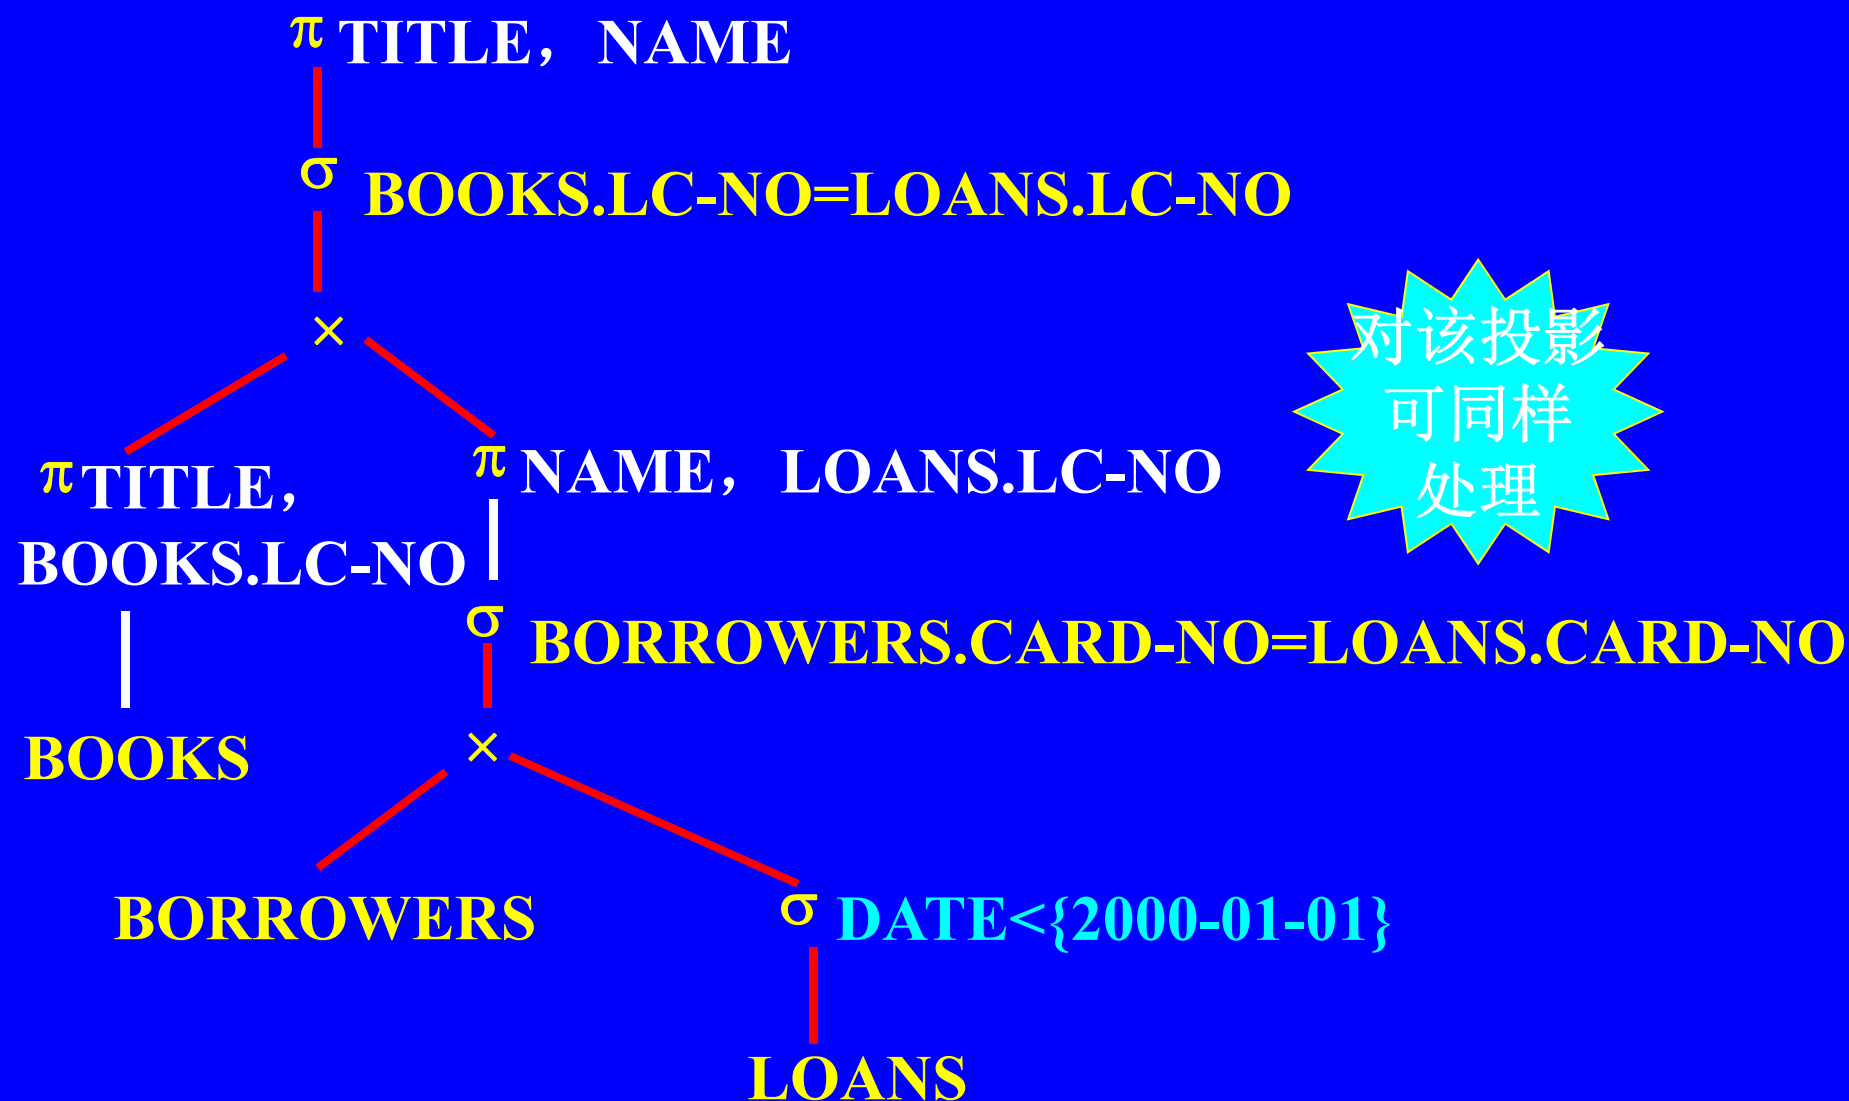 π TITLE，NAME
σ BOOKS.LC-NO=LOANS.LC-NO
×
π TITLE，
BOOKS.LC-NO
π NAME，LOANS.LC-NO
对该投影
可同样
处理
σ BORROWERS.CARD-NO=LOANS.CARD-NO
BOOKS
×
BORROWERS
σ DATE<{2000-01-01}
LOANS